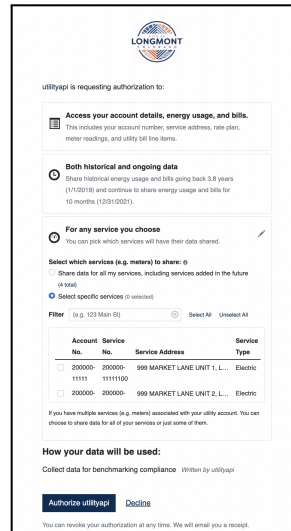 CITY OF
LONGMONT
COLORADO
utilityapi is requesting authorization to:
Access your account details, energy usage, and bills.
This includes your account number, service address, rate plan,
meter readings, and utility bill line items.
Both historical and ongoing data
Share historical energy usage and bills going back 3.8 years
(1/1/2019) and continue to share energy usage and bills for
10 months (12/31/2021).
For any service you choose
You can pick which services will have their data shared.
Select which services (e.g. meters) to share:
Share data for all my services, including services added in the future
(4 total)
Select specific services (0 selected)
Filter (e.g. 123 Main St) Select All Unselect All
Account No. Service No. Service Address Service Type
200000-11111 200000-11111100 999 MARKET LANE UNIT 1, L... Electric
200000- 200000- 999 MARKET LANE UNIT 2, L... Electric
If you have multiple services (e.g. meters) associated with your utility account. You can
choose to share data for all of your services or just some of them.
How your data will be used:
Collect data for benchmarking compliance Written by utilityapi
Authorize utilityapi Decline
You can revoke your authorization at any time. We will email you a receipt.